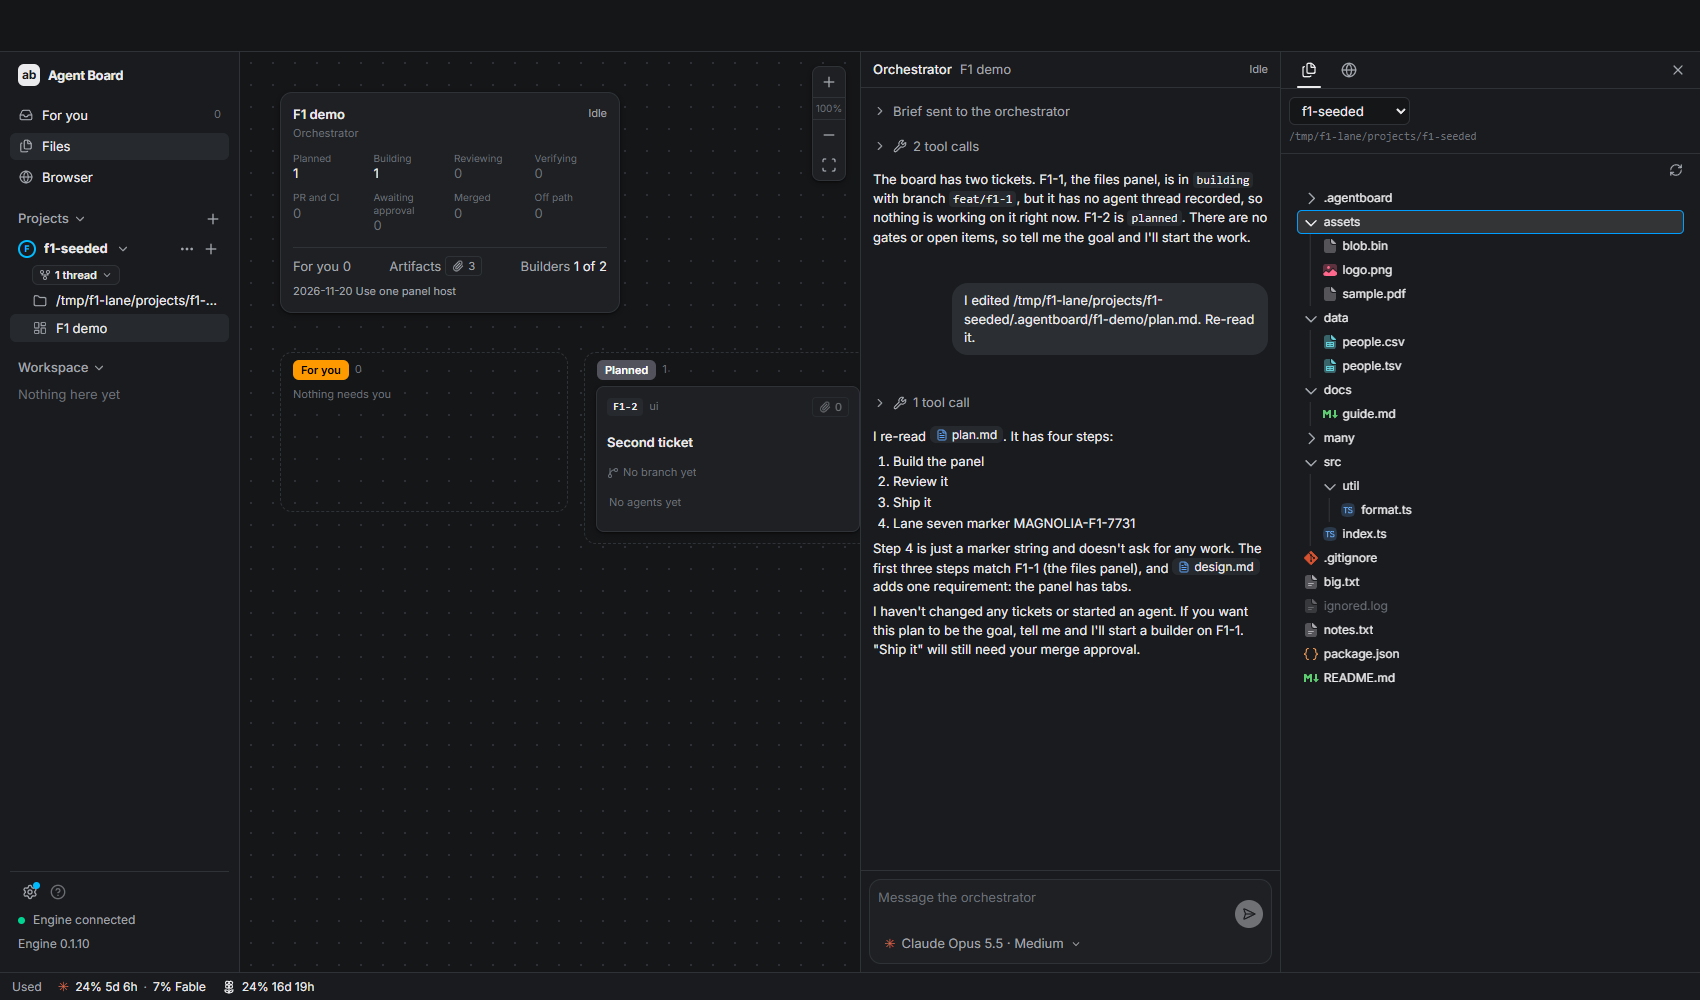 ab Agent Board
For you 0
Files
Browser
Projects
F f1-seeded
1 thread
/tmp/f1-lane/projects/f1-...
F1 demo
Workspace
Nothing here yet
Engine connected
Engine 0.1.10
F1 demo Idle
Orchestrator
Planned Building Reviewing Verifying
1 1 0 0
PR and CI Awaiting approval Merged Off path
0 0 0 0
For you 0 Artifacts 3 Builders 1 of 2
2026-11-20 Use one panel host
100%
For you 0
Nothing needs you
Planned 1
F1-2 ui 0
Second ticket
No branch yet
No agents yet
Orchestrator F1 demo Idle
Brief sent to the orchestrator
2 tool calls
The board has two tickets. F1-1, the files panel, is in building
with branch feat/f1-1, but it has no agent thread recorded, so
nothing is working on it right now. F1-2 is planned. There are no
gates or open items, so tell me the goal and I'll start the work.
I edited /tmp/f1-lane/projects/f1-
seeded/.agentboard/f1-demo/plan.md. Re-read
it.
1 tool call
I re-read plan.md. It has four steps:
1. Build the panel
2. Review it
3. Ship it
4. Lane seven marker MAGNOLIA-F1-7731
Step 4 is just a marker string and doesn't ask for any work. The
first three steps match F1-1 (the files panel), and design.md
adds one requirement: the panel has tabs.
I haven't changed any tickets or started an agent. If you want
this plan to be the goal, tell me and I'll start a builder on F1-1.
"Ship it" will still need your merge approval.
Message the orchestrator
Claude Opus 5.5 · Medium
f1-seeded
/tmp/f1-lane/projects/f1-seeded
.agentboard
assets
blob.bin
logo.png
sample.pdf
data
people.csv
people.tsv
docs
M↓ guide.md
many
src
util
TS format.ts
TS index.ts
.gitignore
big.txt
ignored.log
notes.txt
{} package.json
M↓ README.md
Used 24% 5d 6h · 7% Fable 24% 16d 19h